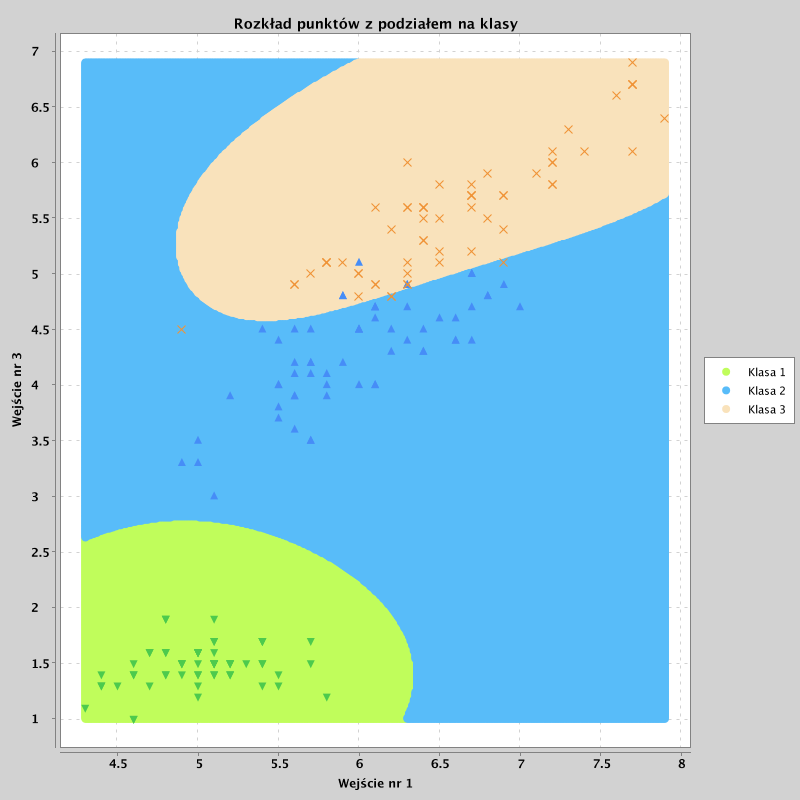 Rozkład punktów z podziałem na klasy
7
6.5
6
5.5
5
4.5
4
3.5
3
2.5
2
1.5
1
Wejście nr 3
4.5 5 5.5 6 6.5 7 7.5 8
Wejście nr 1
Klasa 1
Klasa 2
Klasa 3